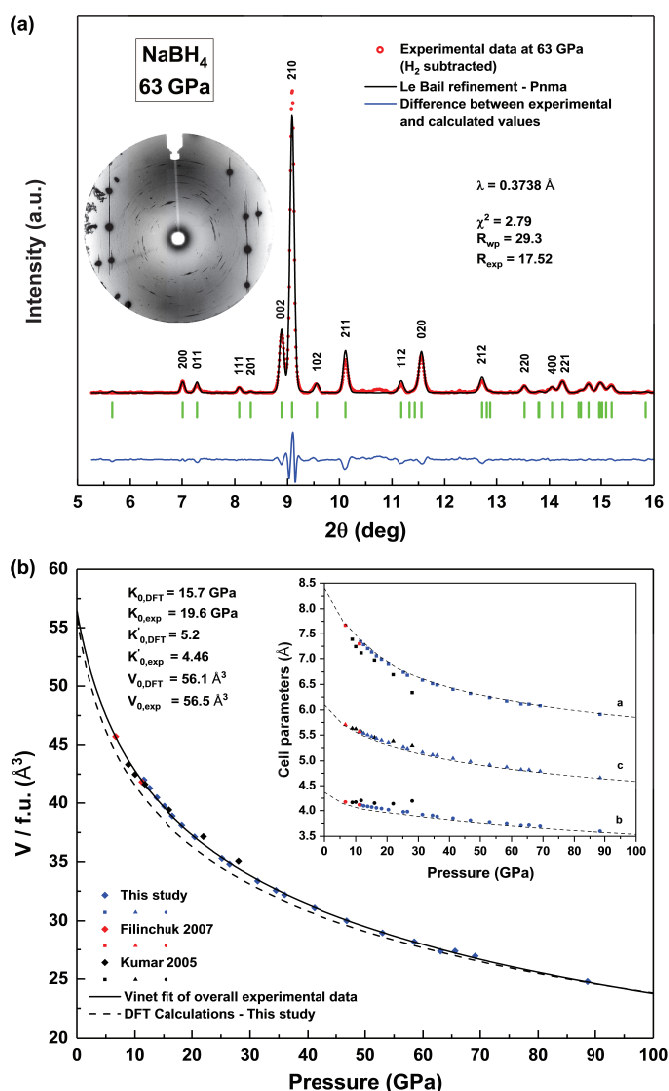 (a)
NaBH4
63 GPa
Experimental data at 63 GPa
(H2 subtracted)
Le Bail refinement - Pnma
Difference between experimental
and calculated values
λ = 0.3738 Å
χ2 = 2.79
Rwp = 29.3
Rexp = 17.52
Intensity (a.u.)
200
011
111
201
002
210
102
211
112
020
212
220
400
221
5 6 7 8 9 10 11 12 13 14 15 16
2θ (deg)
(b)
K0,DFT = 15.7 GPa
K0,exp = 19.6 GPa
K'0,DFT = 5.2
K'0,exp = 4.46
V0,DFT = 56.1 Å3
V0,exp = 56.5 Å3
V / f.u. (Å3)
60
55
50
45
40
35
30
25
20
Cell parameters (Å)
8.5
8.0
7.5
7.0
6.5
6.0
5.5
5.0
4.5
4.0
3.5
a
c
b
0 10 20 30 40 50 60 70 80 90 100
Pressure (GPa)
This study
Filinchuk 2007
Kumar 2005
Vinet fit of overall experimental data
DFT Calculations - This study
0 10 20 30 40 50 60 70 80 90 100
Pressure (GPa)